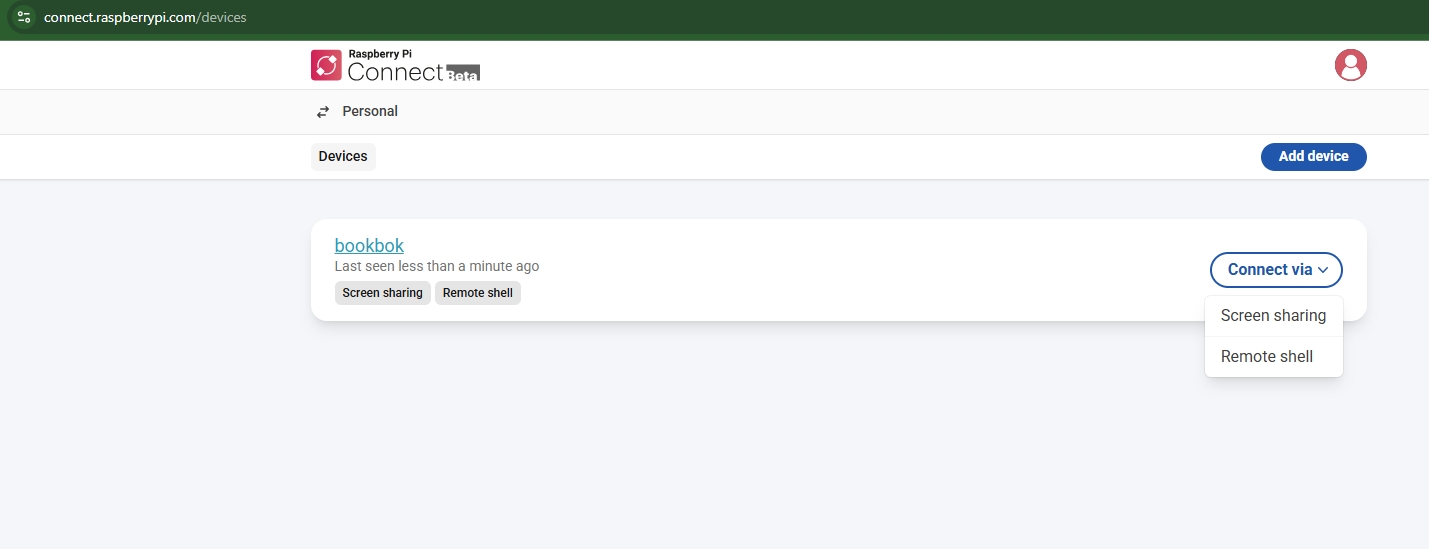 connect.raspberrypi.com/devices
Raspberry Pi
Connect Beta
Personal
Devices
Add device
bookbok
Last seen less than a minute ago
Screen sharing
Remote shell
Connect via
Screen sharing
Remote shell